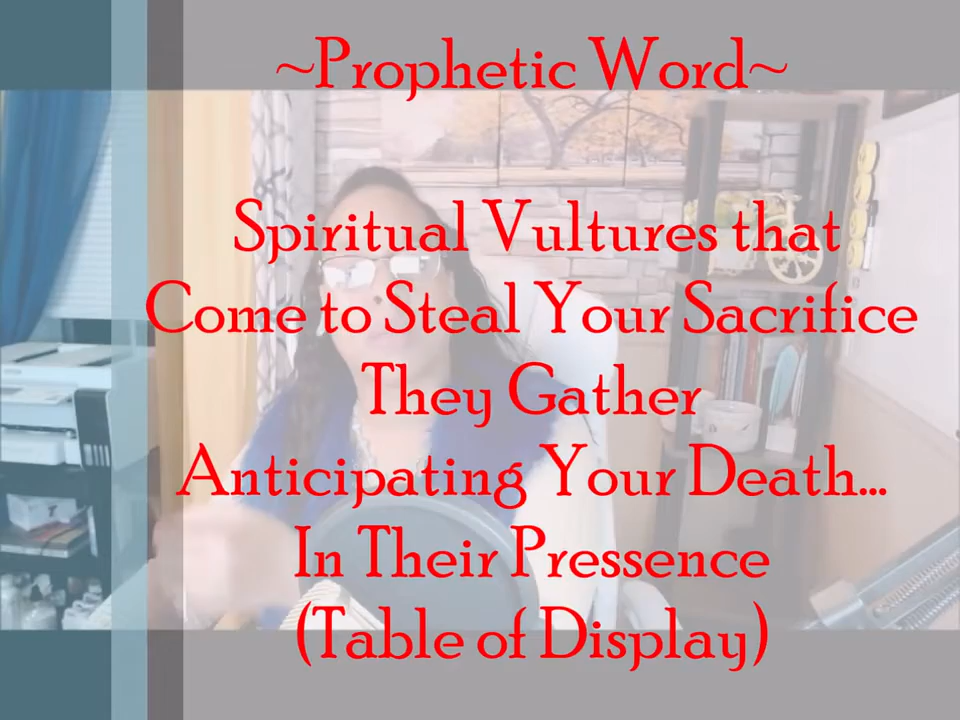 ~Prophetic Word~
Spiritual Vultures that
Come to Steal Your Sacrifice
They Gather
Anticipating Your Death...
In Their Pressence
(Table of Display)